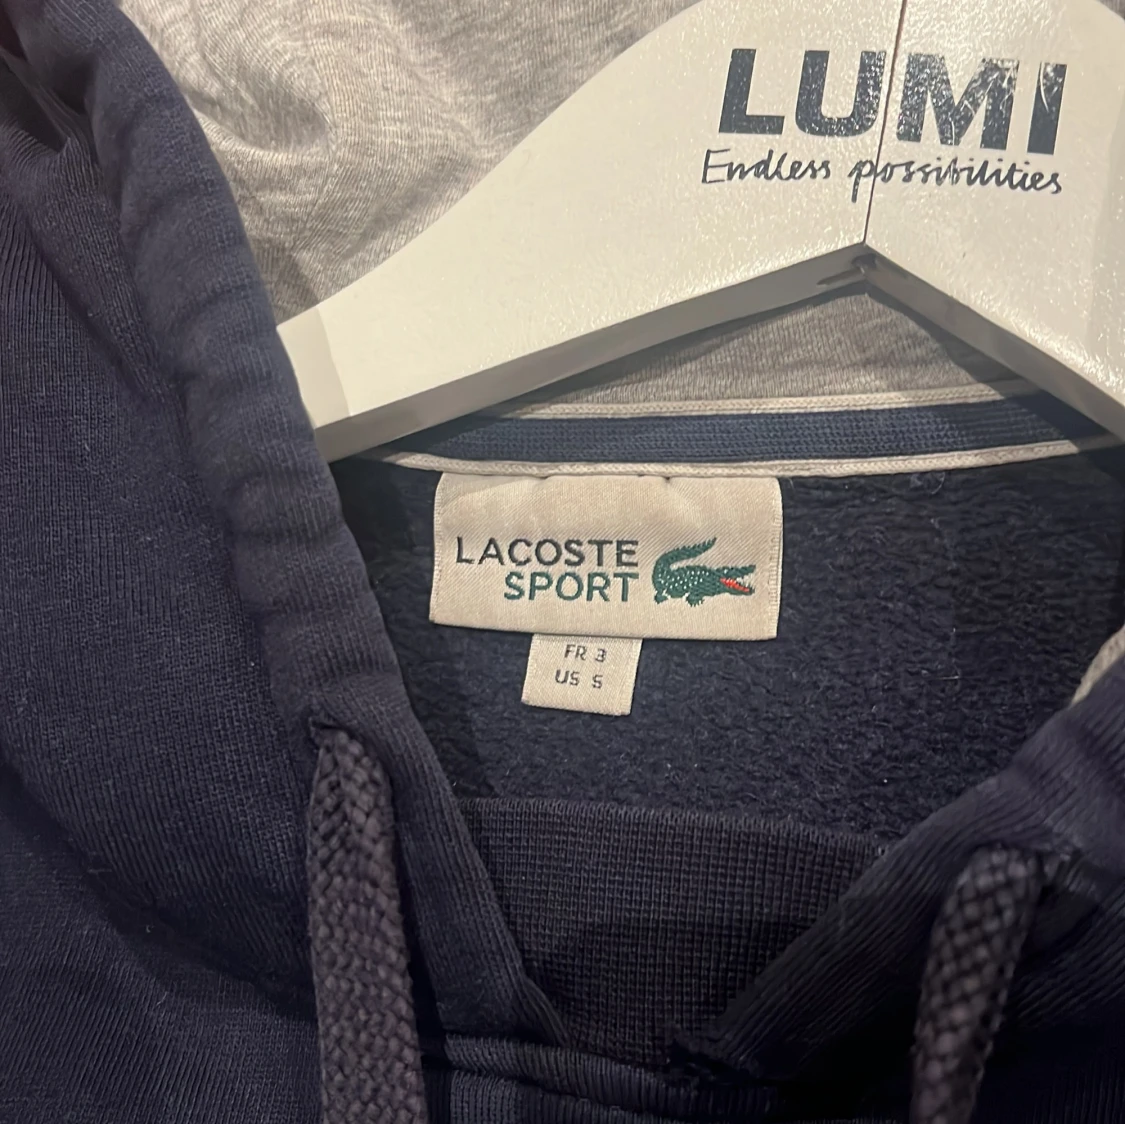 LUMI
Endless possibilities
LACOSTE
SPORT
FR 3
US S